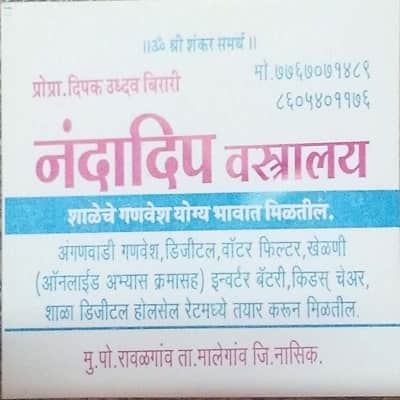 ॥ॐ श्री शंकर समर्थ॥
प्रोप्रा.दिपक उध्दव बिरारी
मो.७७६७०७१४८९
८६०५४०११७६
नंदादिप वस्त्रालय
शाळेचे गणवेश योग्य भावात मिळतील.
अंगणवाडी गणवेश,डिजीटल,वॉटर फिल्टर,खेळणी
(ऑनलाईड अभ्यास क्रमासह) इन्वर्टर बॅटरी,किडस् चेअर,
शाळा डिजीटल होलसेल रेटमध्ये तयार करून मिळतील.
मु.पो.रावळगांव ता.मालेगांव जि.नासिक.